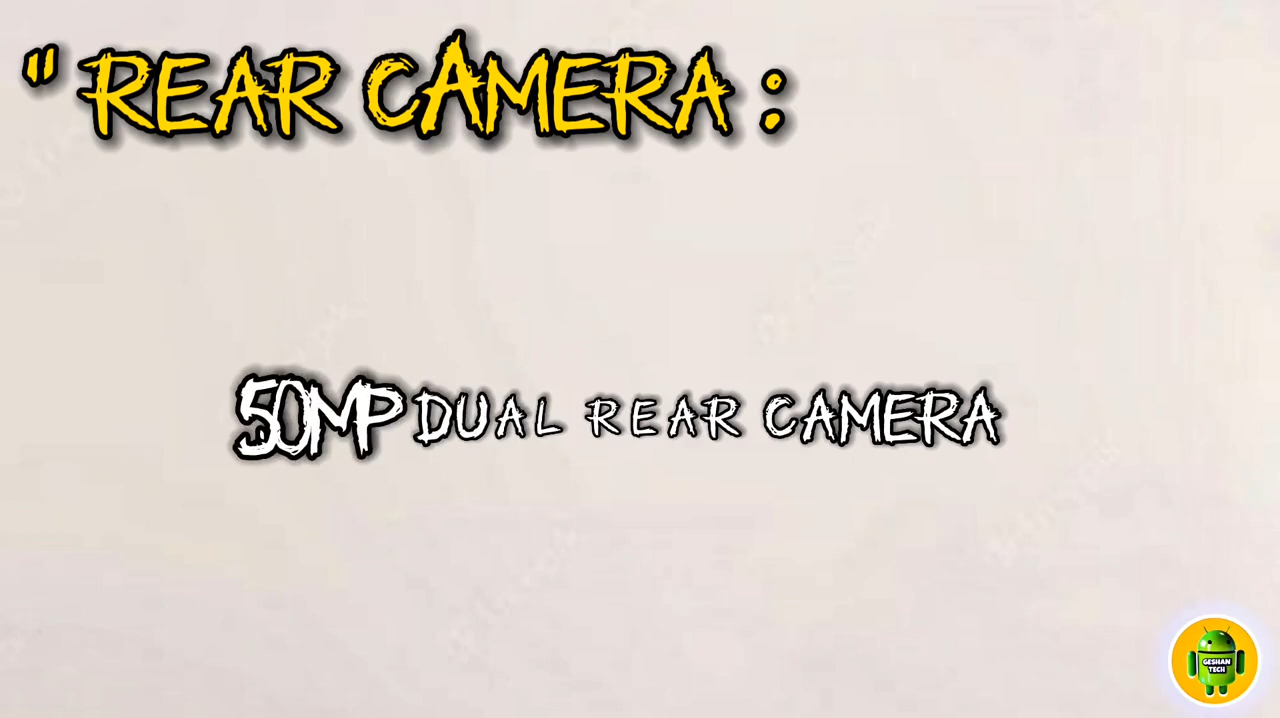 " REAR CAMERA :
50MP DUAL REAR CAMERA
GESHAN
TECH